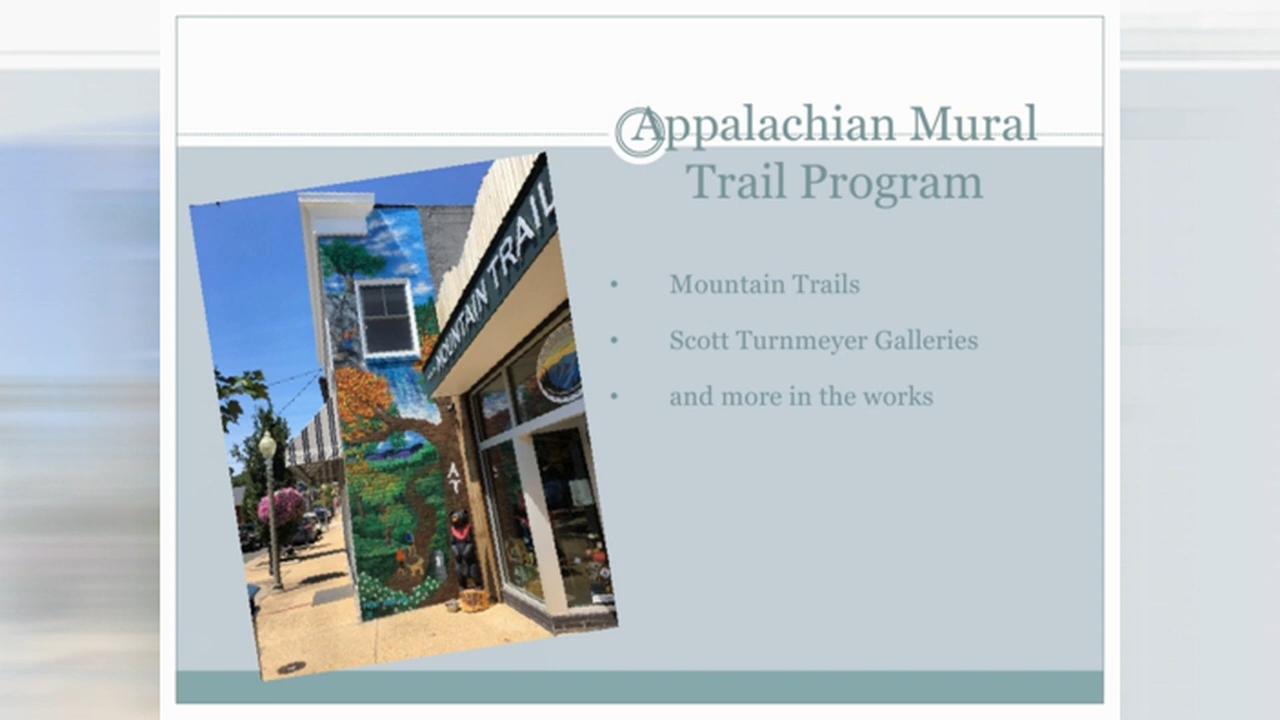 Appalachian Mural
Trail Program
• Mountain Trails
• Scott Turnmeyer Galleries
• and more in the works
MOUNTAIN TRAIL
AT